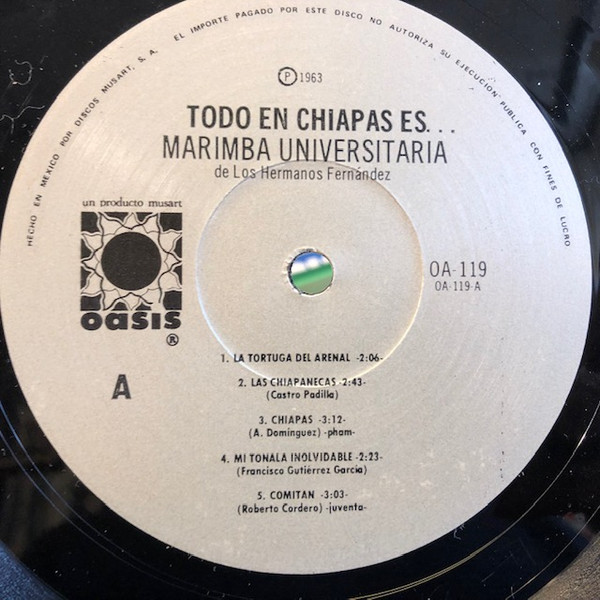 HECHO EN MEXICO POR DISCOS MUSART, S. A. EL IMPORTE PAGADO POR ESTE DISCO NO AUTORIZA SU EJECUCION PUBLICA CON FINES DE LUCRO
Ⓟ 1963
TODO EN CHiAPAS ES...
MARIMBA UNIVERSITARIA
de Los Hermanos Fernández
un producto musart
oasis
®
OA-119
OA-119-A
A
1. LA TORTUGA DEL ARENAL -2:06-
2. LAS CHIAPANECAS -2:43-
(Castro Padilla)
3. CHIAPAS -3:12-
(A. Domínguez) -pham-
4. MI TONALA INOLVIDABLE -2:23-
(Francisco Gutiérrez García)
5. COMITAN -3:03-
(Roberto Cordero) -juventa-